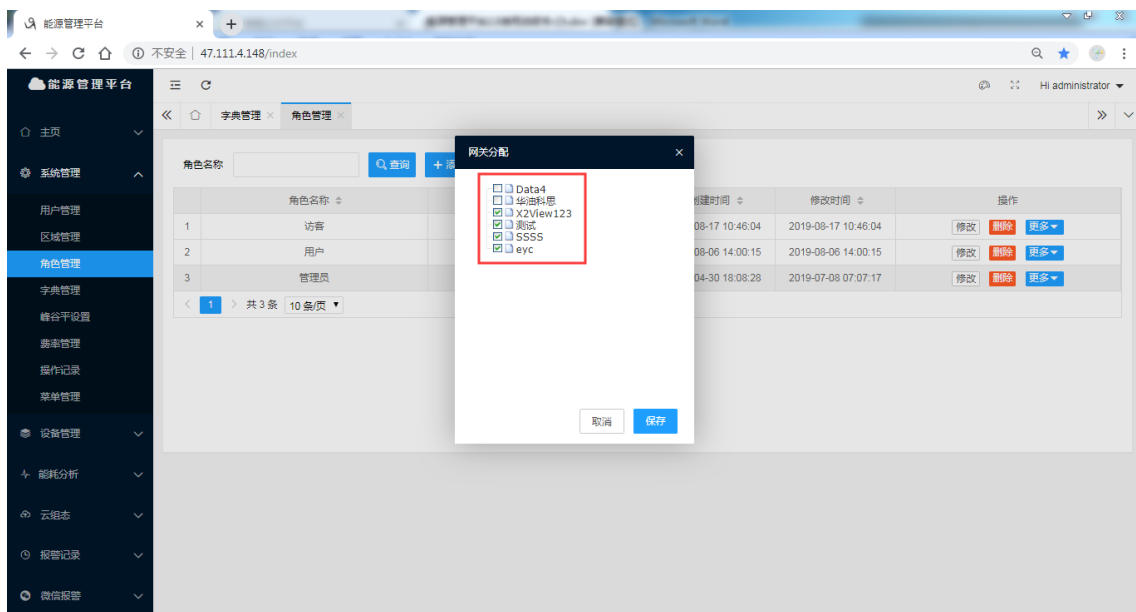 能源管理平台
不安全 | 47.111.4.148/index
能源管理平台
Hi administrator
字典管理
角色管理
主页
系统管理
用户管理
区域管理
角色管理
字典管理
峰谷平设置
费率管理
操作记录
菜单管理
设备管理
能耗分析
云组态
报警记录
微信报警
角色名称
查询
+
网关分配
Data4
华油科思
X2View123
测试
SSSS
eyc
取消
保存
角色名称 创建时间 修改时间 操作
1 访客 08-17 10:46:04 2019-08-17 10:46:04 修改 删除 更多
2 用户 08-06 14:00:15 2019-08-06 14:00:15 修改 删除 更多
3 管理员 04-30 18:08:28 2019-07-08 07:07:17 修改 删除 更多
1 共 3 条 10 条/页